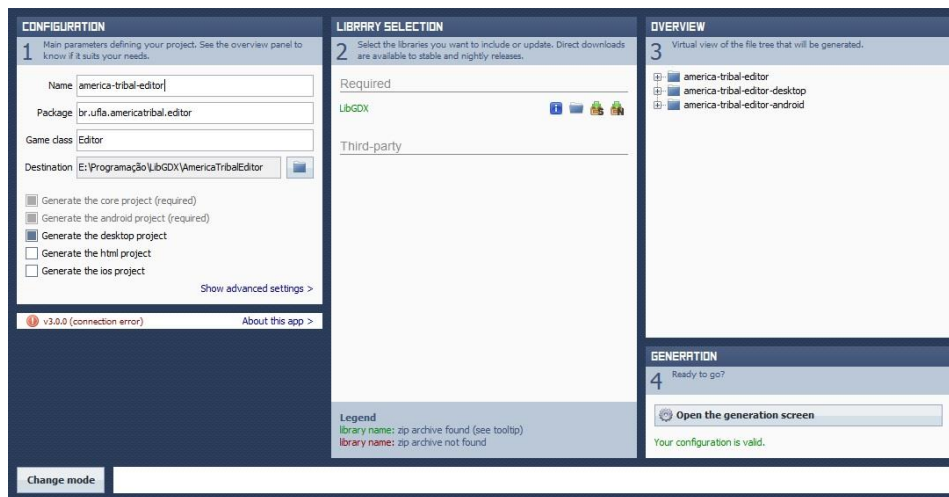 CONFIGURATION
1
Main parameters defining your project. See the overview panel to
know if it suits your needs.
Name america-tribal-editor
Package br.ufla.americatribal.editor
Game class Editor
Destination E:\Programação\LibGDX\AmericaTribalEditor
Generate the core project (required)
Generate the android project (required)
Generate the desktop project
Generate the html project
Generate the ios project
Show advanced settings >
v3.0.0 (connection error) About this app >
LIBRARY SELECTION
2
Select the libraries you want to include or update. Direct downloads
are available to stable and nightly releases.
Required
LibGDX
S N
Third-party
Legend
library name: zip archive found (see tooltip)
library name: zip archive not found
OVERVIEW
3
Virtual view of the file tree that will be generated.
america-tribal-editor
america-tribal-editor-desktop
america-tribal-editor-android
GENERATION
4
Ready to go?
Open the generation screen
Your configuration is valid.
Change mode